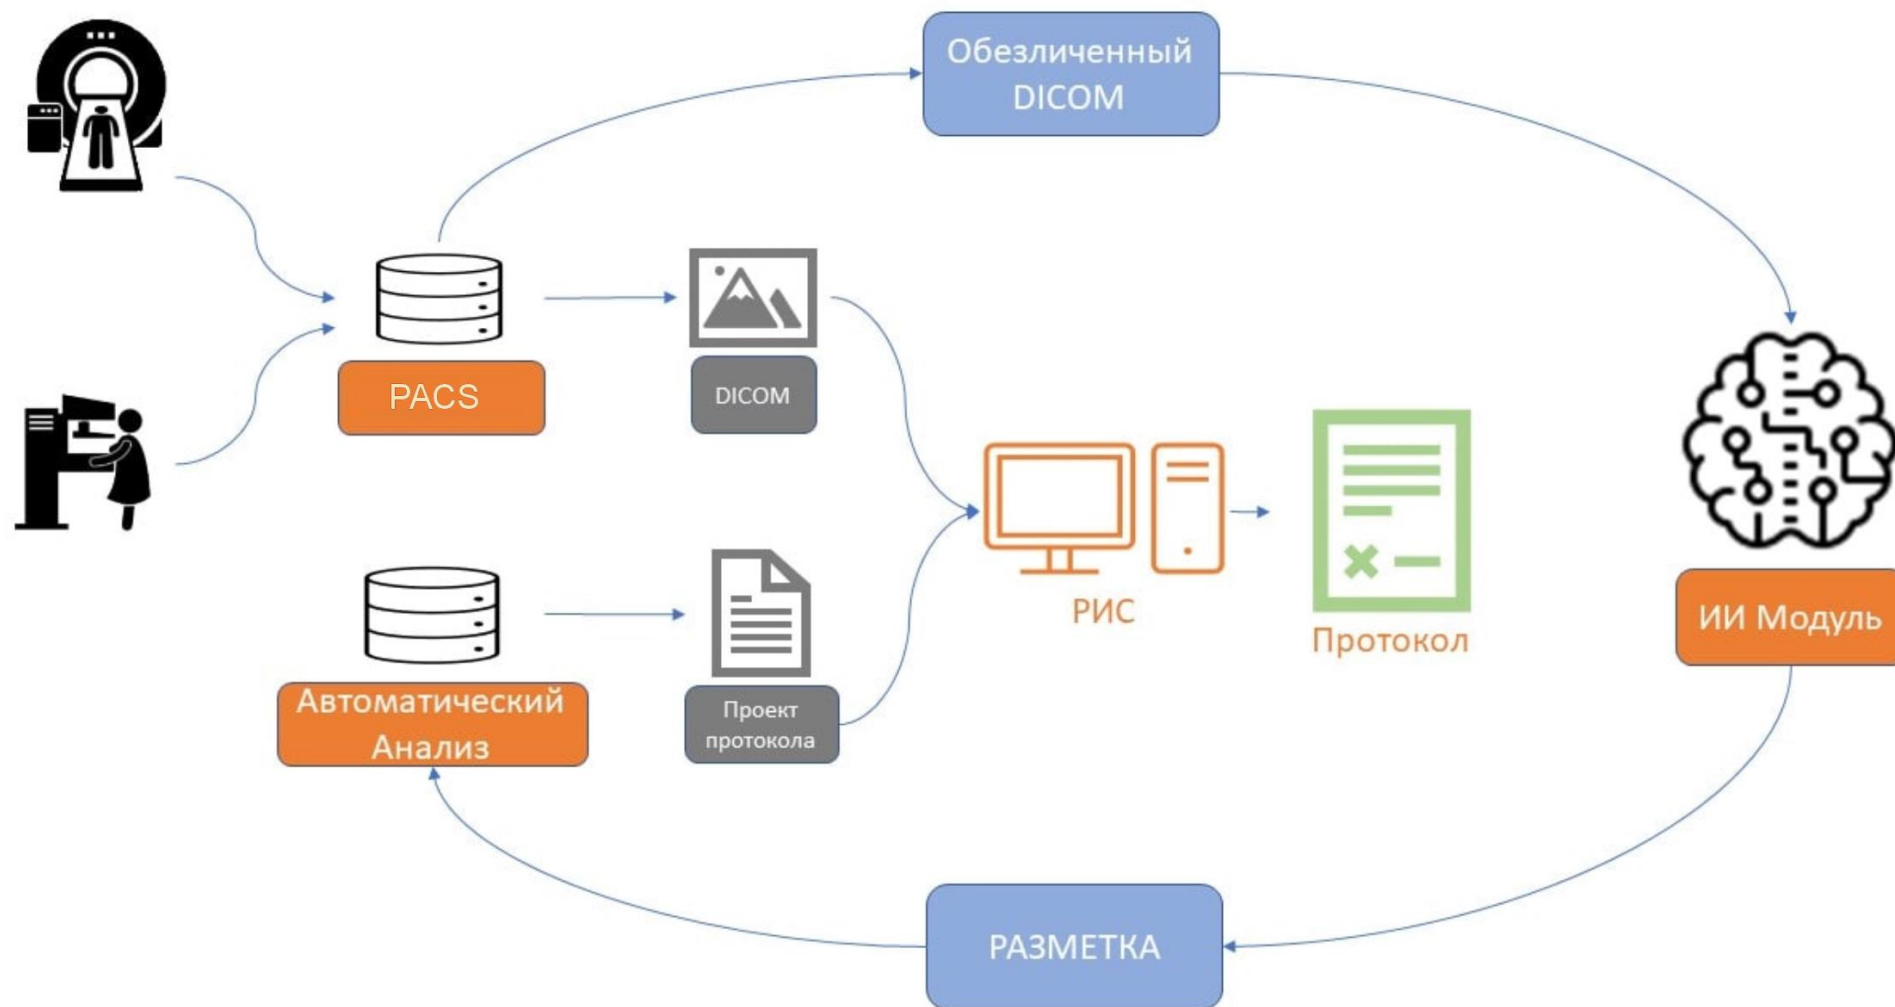 Обезличенный
DICOM
PACS
DICOM
РИС
Протокол
ИИ Модуль
Автоматический
Анализ
Проект
протокола
РАЗМЕТКА